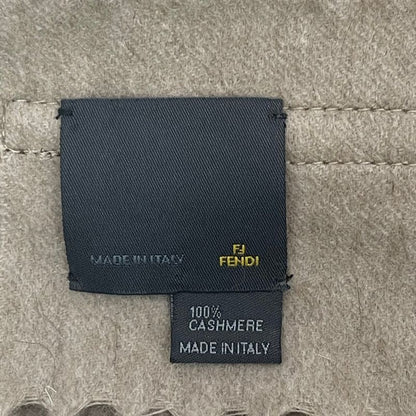 MADE IN ITALY
FF
FENDI
100%
CASHMERE
MADE IN ITALY